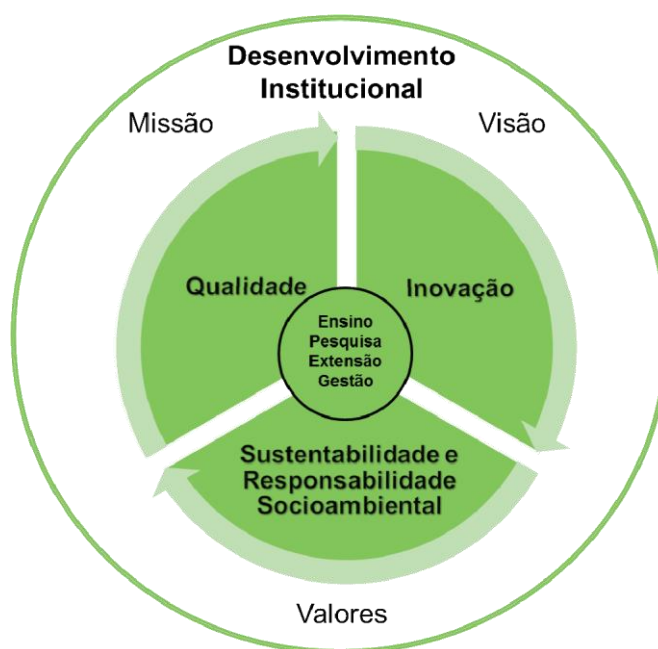 Desenvolvimento
Institucional
Missão
Visão
Qualidade
Inovação
Ensino
Pesquisa
Extensão
Gestão
Sustentabilidade e
Responsabilidade
Socioambiental
Valores